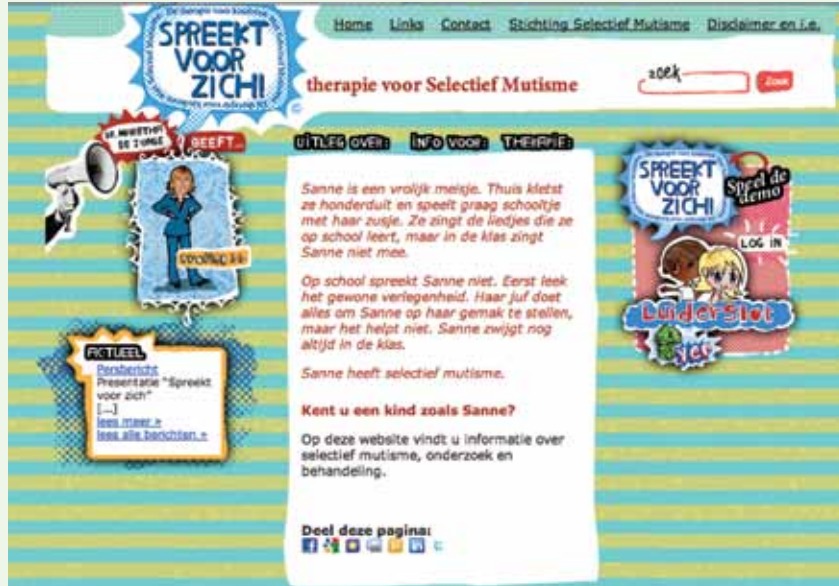 Home Links Contact Stichting Selectief Mutisme Disclaimer en i.e.
SPREEKT
VOOR
ZICH!
therapie voor Selectief Mutisme
zoek
Zoek
GEEFT...
UITLEG OVER: INFO VOOR: THERAPIE:
Sanne is een vrolijk meisje. Thuis kletst
ze honderduit en speelt graag schooltje
met haar zusje. Ze zingt de liedjes die ze
op school leert, maar in de klas zingt
Sanne niet mee.
Op school spreekt Sanne niet. Eerst leek
het gewone verlegenheid. Haar juf doet
alles om Sanne op haar gemak te stellen,
maar het helpt niet. Sanne zwijgt nog
altijd in de klas.
Sanne heeft selectief mutisme.
Kent u een kind zoals Sanne?
Op deze website vindt u informatie over
selectief mutisme, onderzoek en
behandeling.
Deel deze pagina:
ACTUEEL
Persbericht
Presentatie "Spreekt
voor zich"
[...]
lees meer »
lees alle berichten »
SPREEKT
VOOR
ZICH!
Speel de
demo
LOG IN